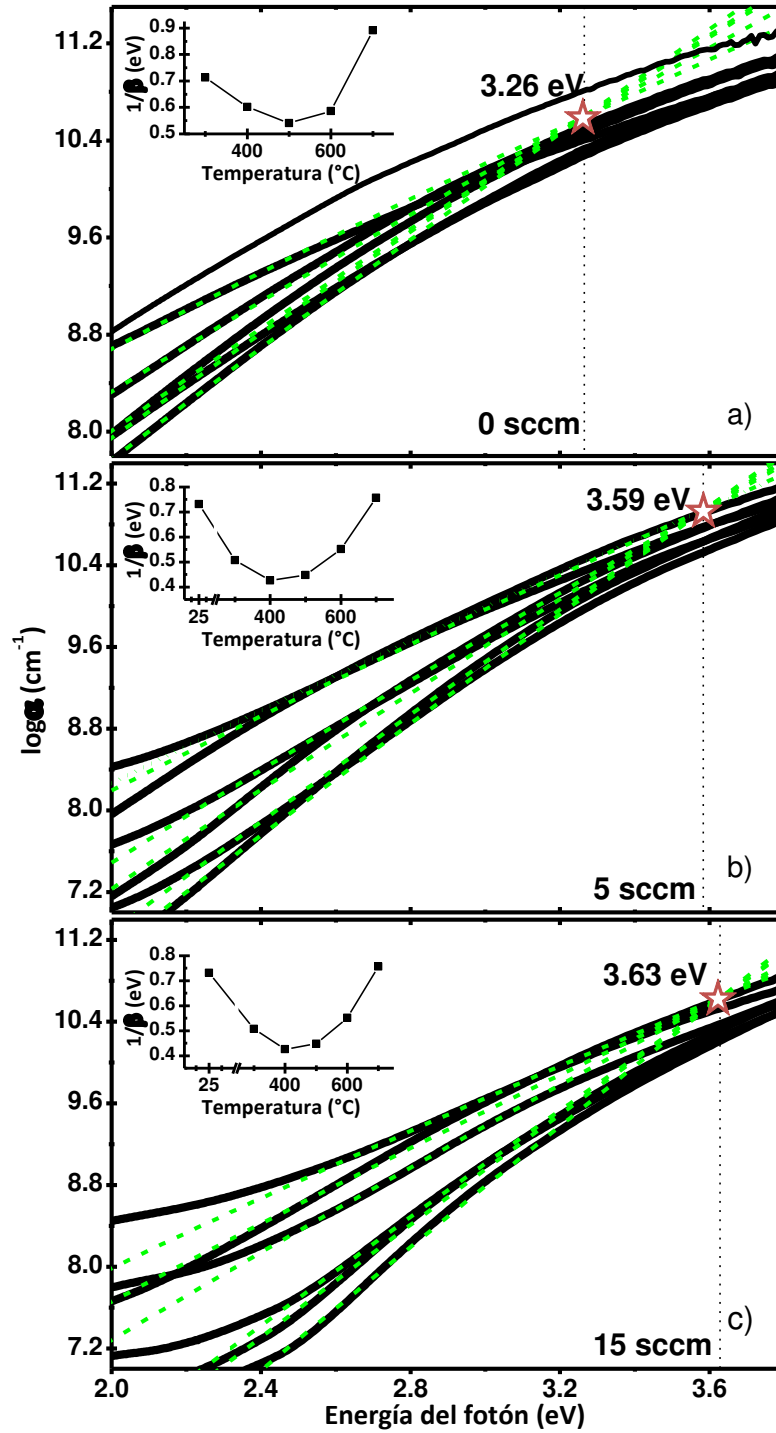 11.2
10.4
9.6
8.8
8.0
0.9
0.8
0.7
0.6
0.5
1/β (eV)
400 600
Temperatura (°C)
3.26 eV
0 sccm
a)
11.2
10.4
9.6
8.8
8.0
7.2
logα (cm-1)
0.8
0.7
0.6
0.5
0.4
1/β (eV)
25 400 600
Temperatura (°C)
3.59 eV
5 sccm
b)
11.2
10.4
9.6
8.8
8.0
7.2
0.8
0.7
0.6
0.5
0.4
1/β (eV)
25 400 600
Temperatura (°C)
3.63 eV
15 sccm
c)
2.0 2.4 2.8 3.2 3.6
Energía del fotón (eV)